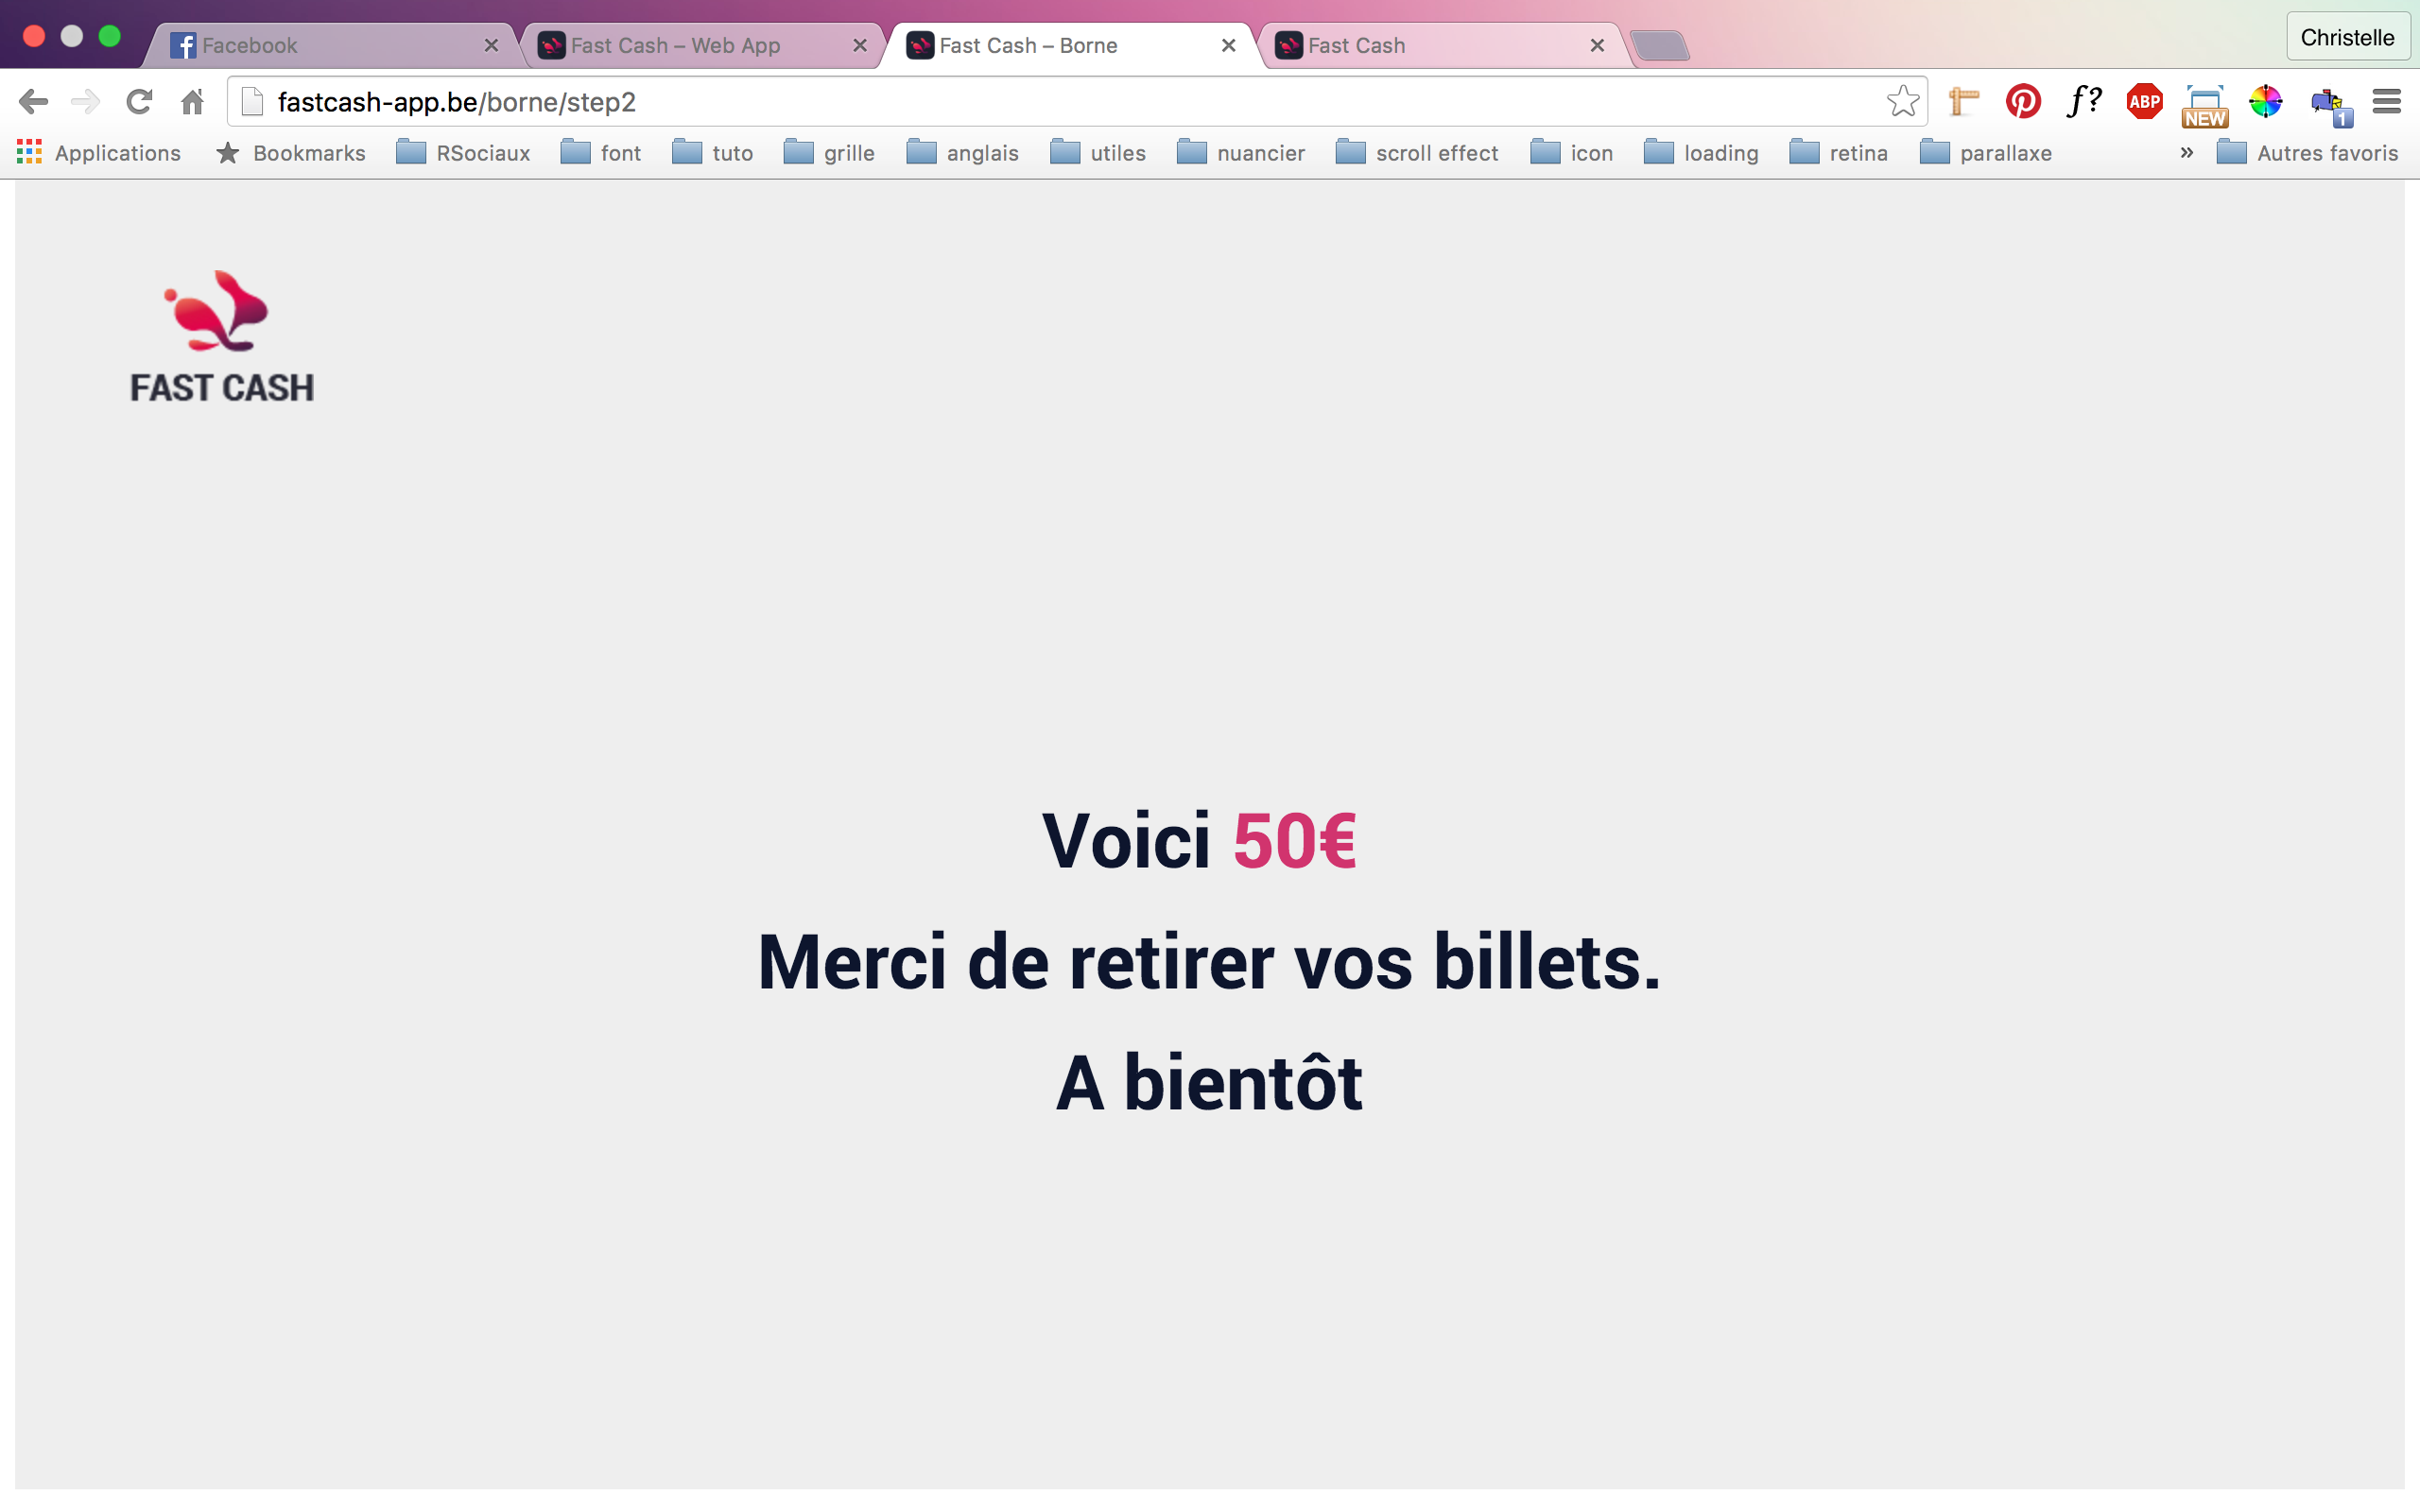 Facebook
Fast Cash – Web App
Fast Cash – Borne
Fast Cash
Christelle
fastcash-app.be/borne/step2
f?
ABP
NEW
1
Applications
Bookmarks
RSociaux
font
tuto
grille
anglais
utiles
nuancier
scroll effect
icon
loading
retina
parallaxe
»
Autres favoris
FAST CASH
Voici 50€
Merci de retirer vos billets.
A bientôt